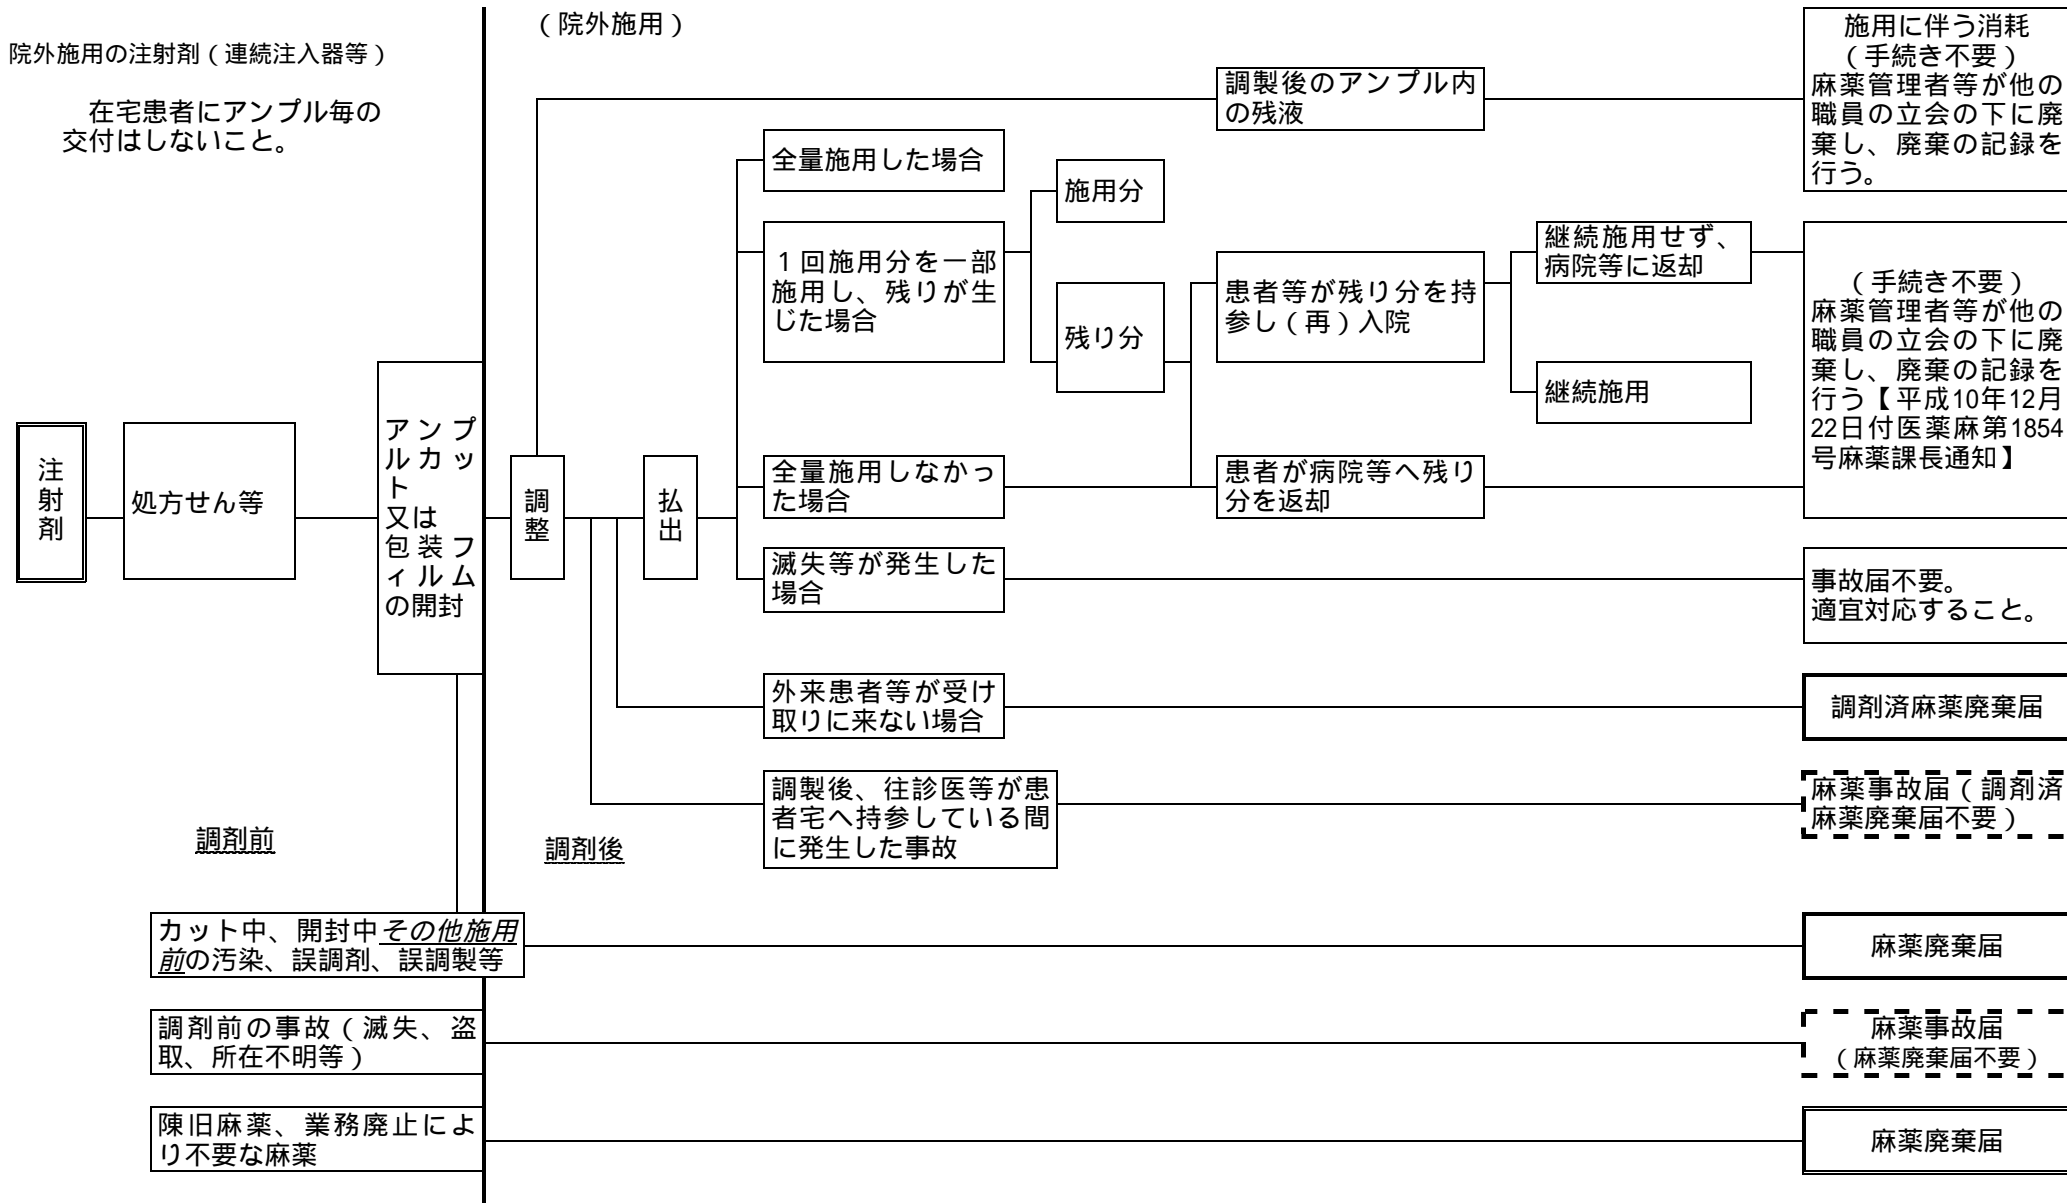 (院外施用)
院外施用の注射剤(連続注入器等)
在宅患者にアンプル毎の
交付はしないこと。
注
射
剤
処方せん等
アンプ
ルカッ
ト
又は
包装フ
ィルム
の開封
調
整
払
出
調製後のアンプル内
の残液
施用に伴う消耗
(手続き不要)
麻薬管理者等が他の
職員の立会の下に廃
棄し、廃棄の記録を
行う。
全量施用した場合
1回施用分を一部
施用し、残りが生
じた場合
施用分
残り分
患者等が残り分を持
参し(再)入院
継続施用せず、
病院等に返却
継続施用
(手続き不要)
麻薬管理者等が他の
職員の立会の下に廃
棄し、廃棄の記録を
行う【平成10年12月
22日付医薬麻第1854
号麻薬課長通知】
全量施用しなかっ
た場合
患者が病院等へ残り
分を返却
滅失等が発生した
場合
事故届不要。
適宜対応すること。
外来患者等が受け
取りに来ない場合
調剤済麻薬廃棄届
調製後、往診医等が患
者宅へ持参している間
に発生した事故
麻薬事故届(調剤済
麻薬廃棄届不要)
調剤前
調剤後
カット中、開封中その他施用
前の汚染、誤調剤、誤調製等
麻薬廃棄届
調剤前の事故(滅失、盗
取、所在不明等)
麻薬事故届
(麻薬廃棄届不要)
陳旧麻薬、業務廃止によ
り不要な麻薬
麻薬廃棄届